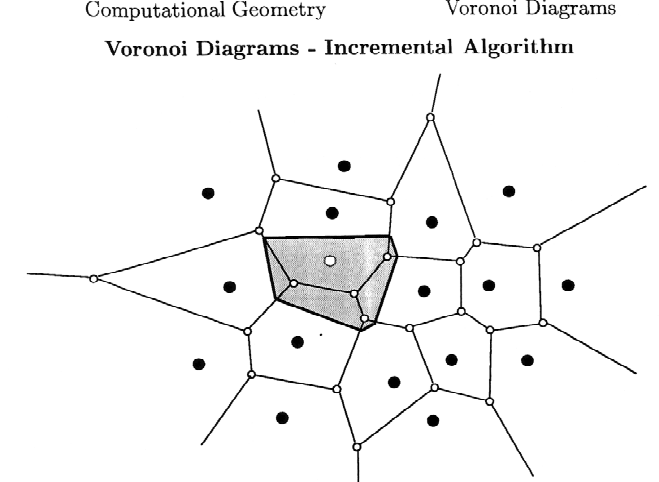 Computational Geometry Voronoi Diagrams
Voronoi Diagrams - Incremental Algorithm